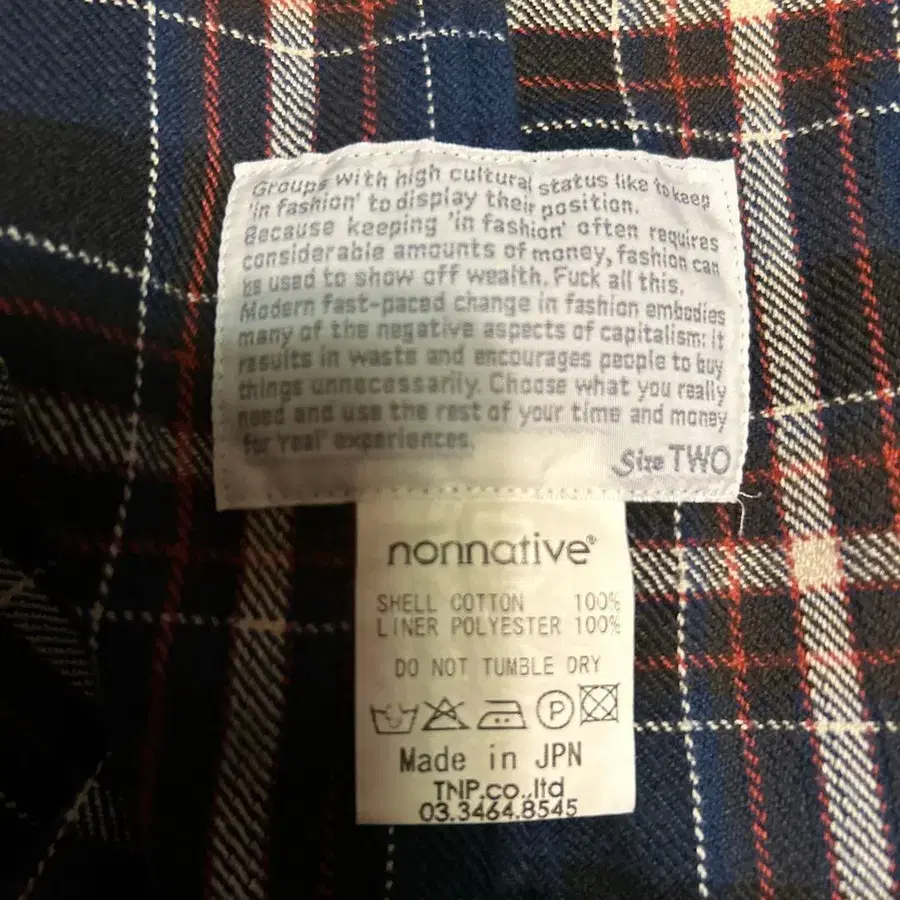 Groups with high cultural status like to keep
'in fashion' to display their position.
Because keeping 'in fashion' often requires
considerable amounts of money, fashion can
be used to show off wealth. Fuck all this.
Modern fast-paced change in fashion embodies
many of the negative aspects of capitalism: it
results in waste and encourages people to buy
things unnecessarily. Choose what you really
need and use the rest of your time and money
for 'real' experiences.
Size TWO
nonnative®
SHELL COTTON 100%
LINER POLYESTER 100%
DO NOT TUMBLE DRY
P
Made in JPN
TNP.co.,ltd
03.3464.8545